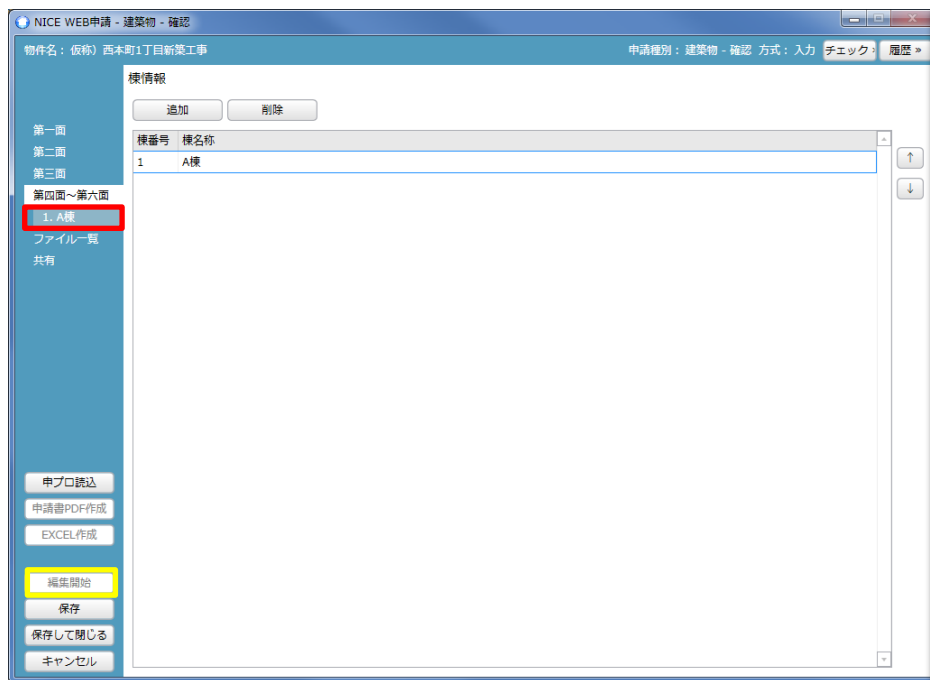 NICE WEB申請 - 建築物 - 確認
物件名： 仮称）西本町1丁目新築工事 申請種別： 建築物 - 確認 方式： 入力 チェック» 履歴 »
棟情報
追加 削除
棟番号 棟名称
1 A棟
↑
↓
第一面
第二面
第三面
第四面～第六面
1. A棟
ファイル一覧
共有
申プロ読込
申請書PDF作成
EXCEL作成
編集開始
保存
保存して閉じる
キャンセル